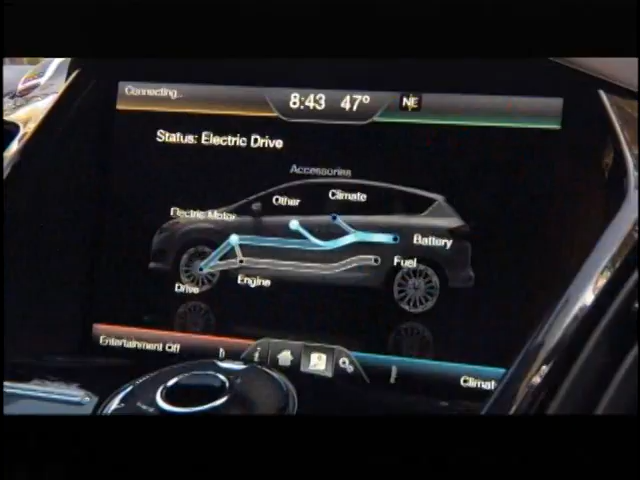 Connecting...
8:43 47° NE
Status: Electric Drive
Accessories
Other Climate
Electric Motor
Battery
Fuel
Engine
Drive
Entertainment Off
i
Climat